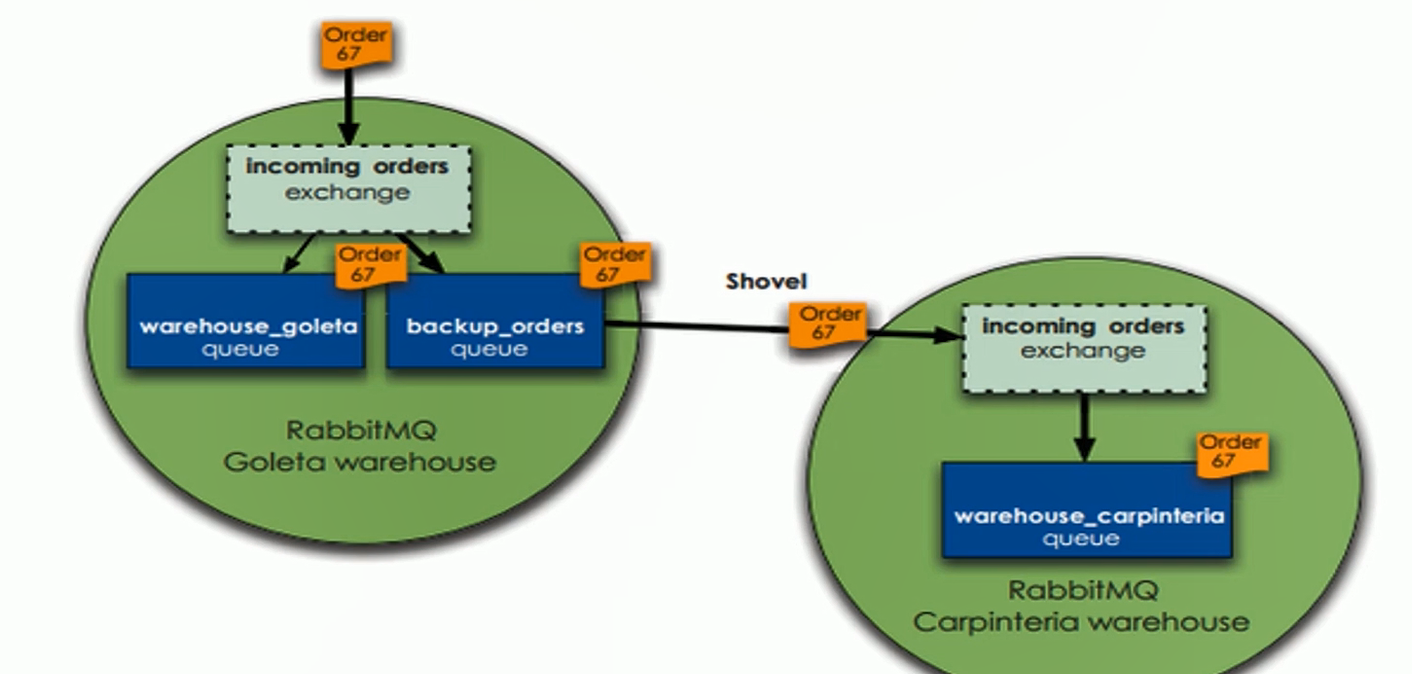 Order
67
incoming orders
exchange
Order
67
Order
67
warehouse_goleta
queue
backup_orders
queue
RabbitMQ
Goleta warehouse
Shovel
Order
67
incoming orders
exchange
Order
67
warehouse_carpinteria
queue
RabbitMQ
Carpinteria warehouse